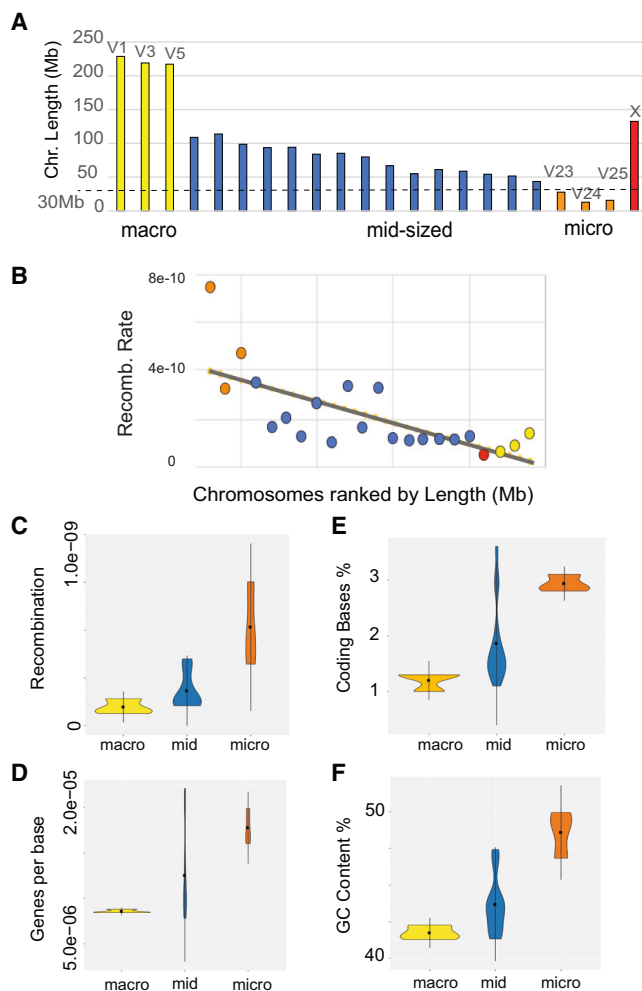 A
Chr. Length (Mb)
250
200
150
100
50
30Mb
0
V1
V3
V5
V23
V24
V25
X
macro
mid-sized
micro
B
Recomb. Rate
8e-10
4e-10
0
Chromosomes ranked by Length (Mb)
C
Recombination
1.0e−09
0
macro
mid
micro
D
Genes per base
2.0e−05
5.0e−06
macro
mid
micro
E
Coding Bases %
3
2
1
macro
mid
micro
F
GC Content %
50
40
macro
mid
micro